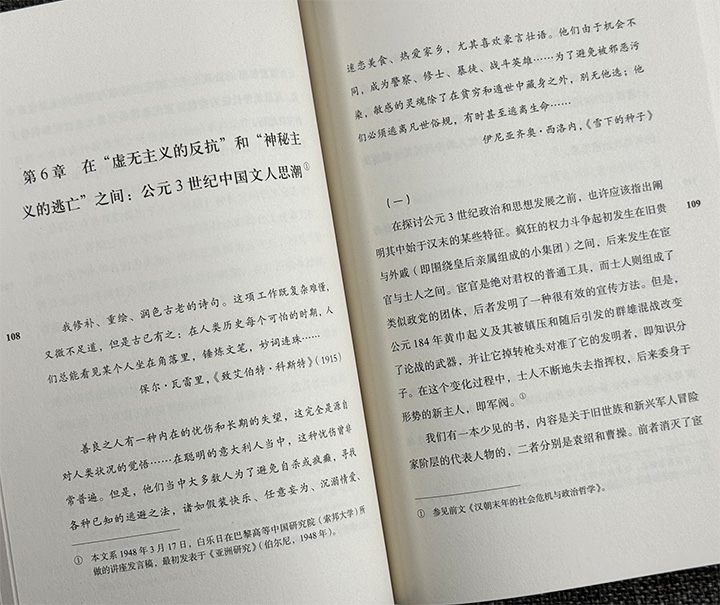 第6章 在“虚无主义的反抗”和“神秘主
义的逃亡”之间：公元3世纪中国文人思潮①
我修补、重绘、润色古老的诗句。这项工作既复杂难懂，
又微不足道，但是古已有之：在人类历史每个可怕的时期，人
们总能看见某个人坐在角落里，锤炼文笔，妙词连珠……
保尔·瓦雷里，《致艾伯特·科斯特》(1915)
108
善良之人有一种内在的忧伤和长期的失望，这完全是源自
对人类状况的觉悟……在聪明的意大利人当中，这种忧伤曾非
常普遍。但是，他们当中大多数人为了避免自杀或疯癫，寻找
各种已知的逃避之法，诸如假装快乐、任意妄为、沉溺情爱、
① 本文系1948年3月17日，白乐日在巴黎高等中国研究院（索邦大学）所
做的讲座发言稿，最初发表于《亚洲研究》（伯尔尼，1948年）。
迷恋美食、热爱家乡，尤其喜欢豪言壮语。他们由于机会不
同，成为警察、修士、暴徒、战斗英雄……为了避免被邪恶污
染，敏感的灵魂除了在贫穷和遁世中藏身之外，别无他选；他
们必须逃离凡世俗规，有时甚至逃离生命……
伊尼亚齐奥·西洛内，《雪下的种子》
（一）
在探讨公元3世纪政治和思想发展之前，也许应该指出阐
明其中始于汉末的某些特征。疯狂的权力斗争起初发生在旧贵
109
与外戚（即围绕皇后亲属组成的小集团）之间，后来发生在宦
官与士人之间。宦官是绝对君权的普通工具，而士人则组成了
类似政党的团体，后者发明了一种很有效的宣传方法。但是，
公元184年黄巾起义及其被镇压和随后引发的群雄混战改变
了论战的武器，并让它掉转枪头对准了它的发明者，即知识分
子。在这个变化过程中，士人不断地失去指挥权，后来委身于
形势的新主人，即军阀。①
我们有一本少见的书，内容是关于旧世族和新兴军人冒险
家阶层的代表人物的，二者分别是袁绍和曹操。前者消灭了宦
① 参见前文《汉朝末年的社会危机与政治哲学》。